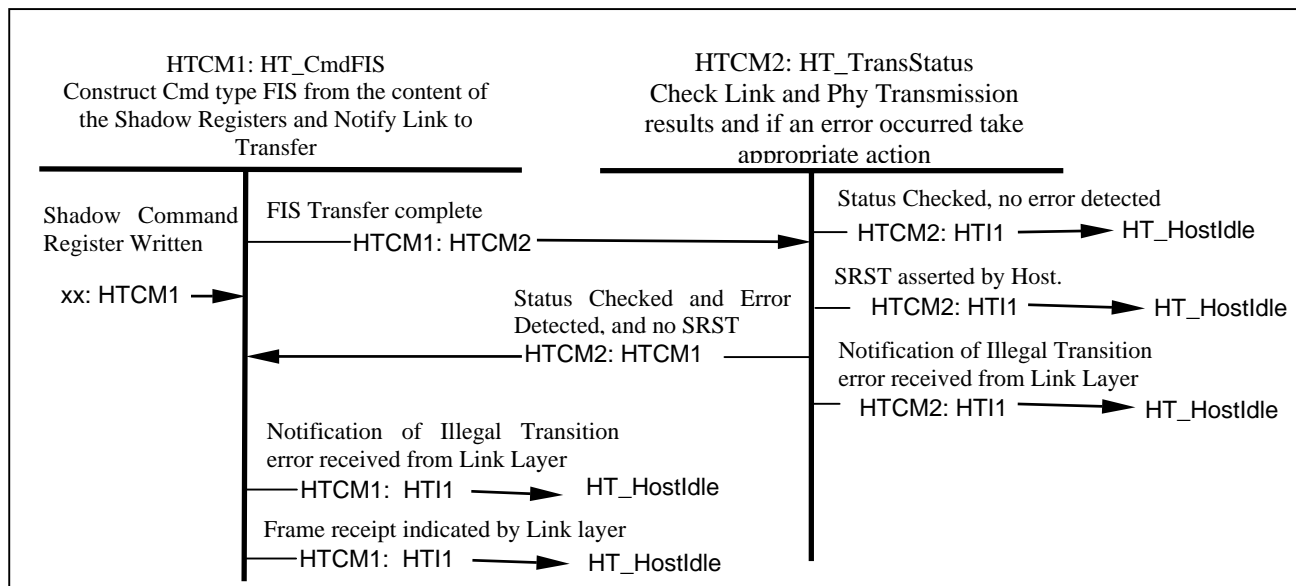 HTCM1: HT_CmdFIS
Construct Cmd type FIS from the content of
the Shadow Registers and Notify Link to
Transfer
HTCM2: HT_TransStatus
Check Link and Phy Transmission
results and if an error occurred take
appropriate action
Shadow Command
Register Written
xx: HTCM1
FIS Transfer complete
HTCM1: HTCM2
Status Checked and Error
Detected, and no SRST
HTCM2: HTCM1
Notification of Illegal Transition
error received from Link Layer
HTCM1: HTI1
HT_HostIdle
Frame receipt indicated by Link layer
HTCM1: HTI1
HT_HostIdle
Status Checked, no error detected
HTCM2: HTI1
HT_HostIdle
SRST asserted by Host.
HTCM2: HTI1
HT_HostIdle
Notification of Illegal Transition
error received from Link Layer
HTCM2: HTI1
HT_HostIdle